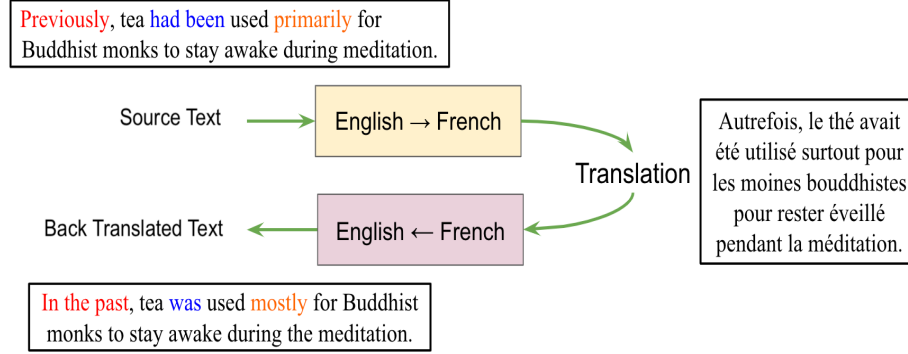 Previously, tea had been used primarily for
Buddhist monks to stay awake during meditation.
Source Text
English → French
Translation
Autrefois, le thé avait
été utilisé surtout pour
les moines bouddhistes
pour rester éveillé
pendant la méditation.
Back Translated Text
English ← French
In the past, tea was used mostly for Buddhist
monks to stay awake during the meditation.